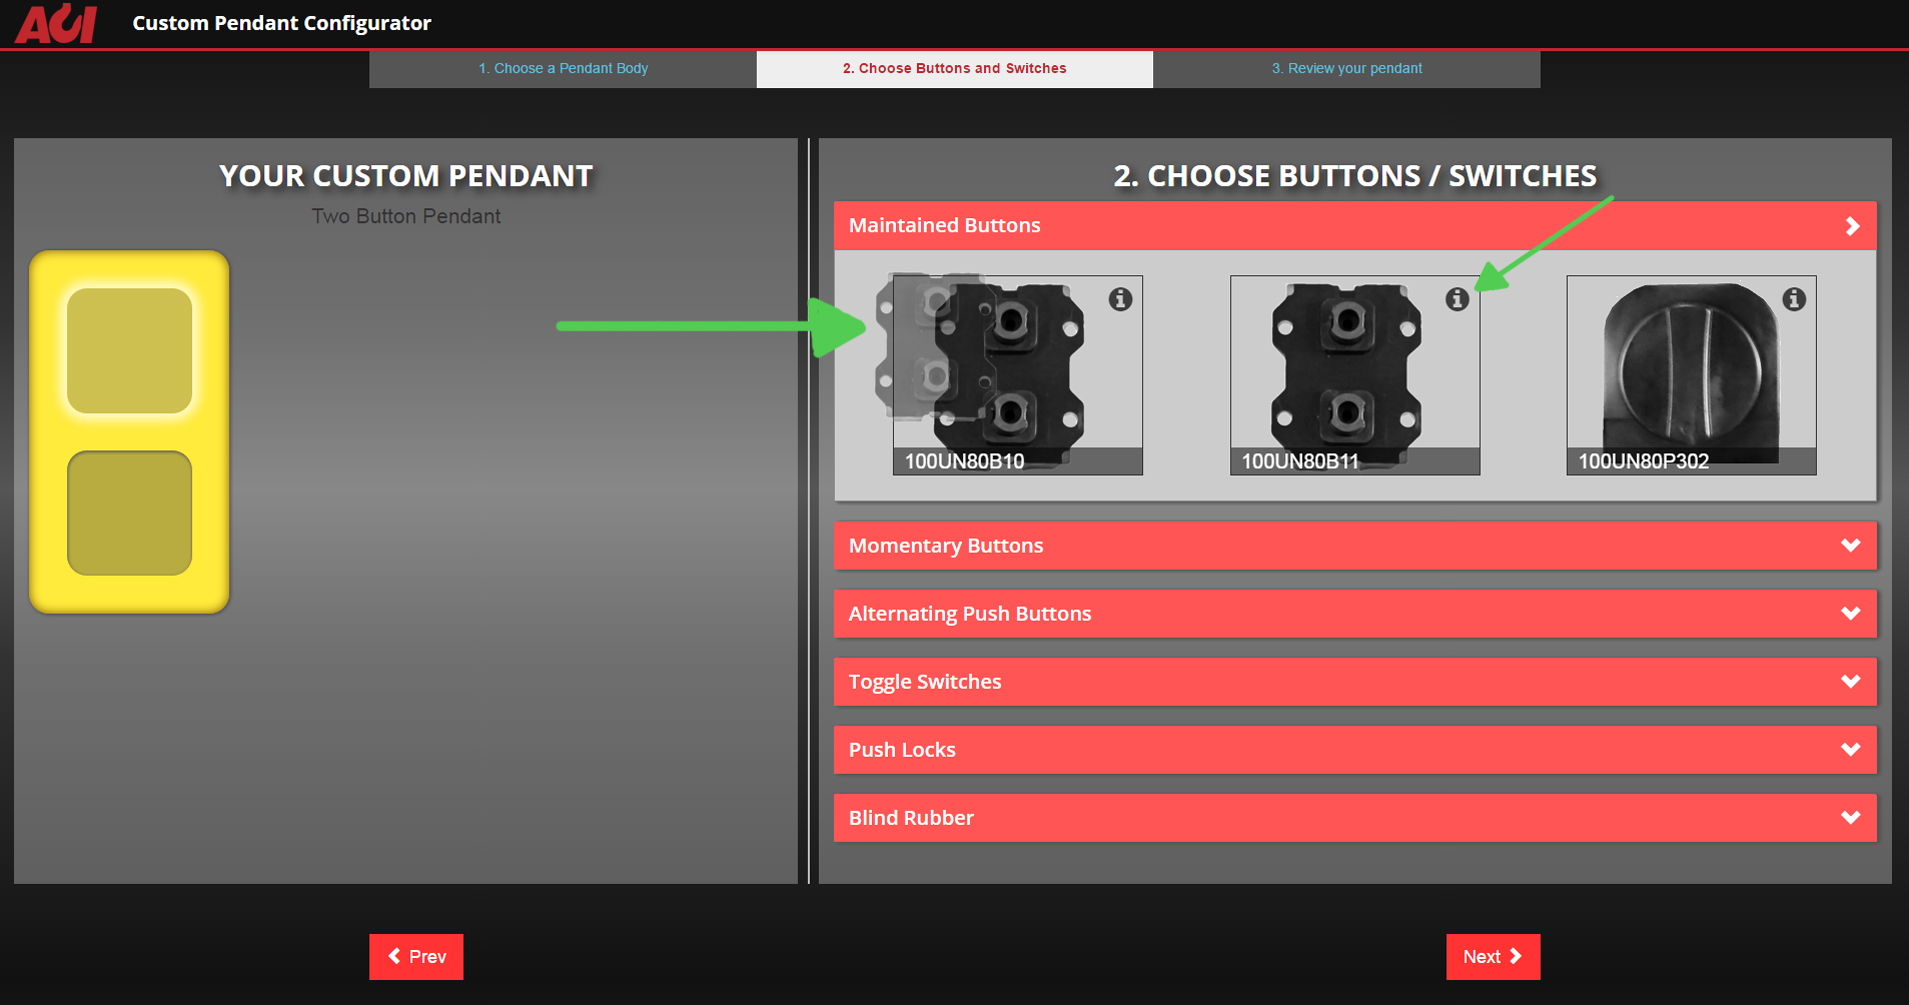 ACI Custom Pendant Configurator
1. Choose a Pendant Body
2. Choose Buttons and Switches
3. Review your pendant
YOUR CUSTOM PENDANT
Two Button Pendant
2. CHOOSE BUTTONS / SWITCHES
Maintained Buttons
100UN80B10
100UN80B11
100UN80P302
Momentary Buttons
Alternating Push Buttons
Toggle Switches
Push Locks
Blind Rubber
Prev
Next